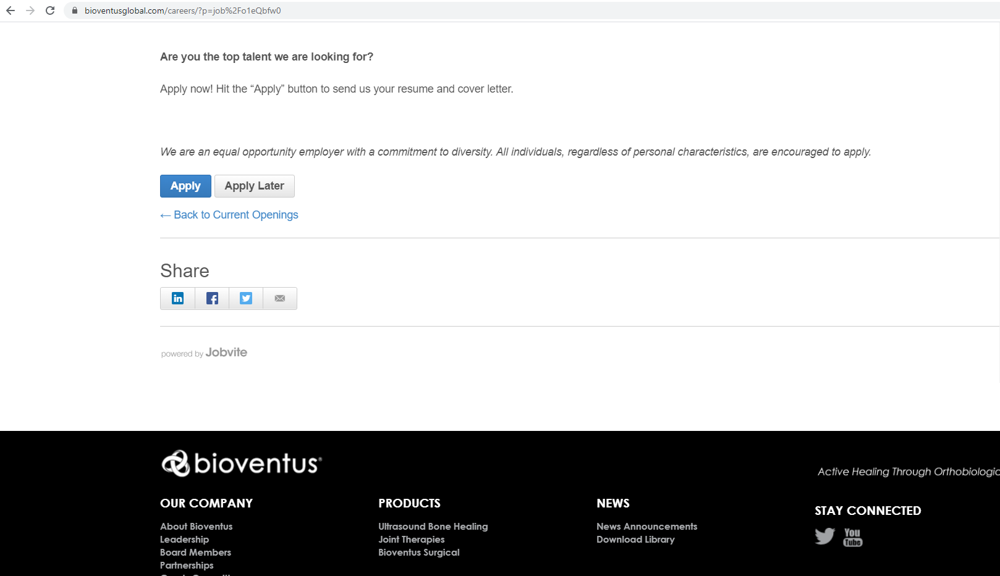 bioventusglobal.com/careers/?p=job%2Fo1eQbfw0
Are you the top talent we are looking for?
Apply now! Hit the “Apply” button to send us your resume and cover letter.
We are an equal opportunity employer with a commitment to diversity. All individuals, regardless of personal characteristics, are encouraged to apply.
Apply Apply Later
← Back to Current Openings
Share
powered by Jobvite
bioventus®
Active Healing Through Orthobiologic
OUR COMPANY
About Bioventus
Leadership
Board Members
Partnerships
PRODUCTS
Ultrasound Bone Healing
Joint Therapies
Bioventus Surgical
NEWS
News Announcements
Download Library
STAY CONNECTED
You
Tube